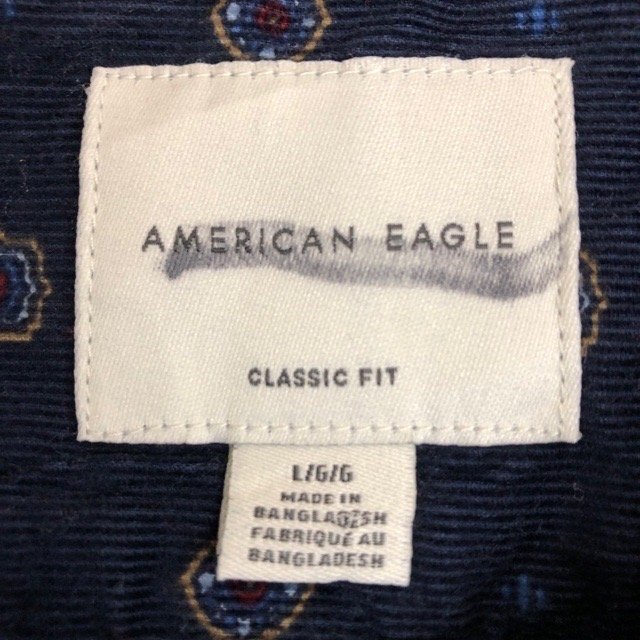 AMERICAN EAGLE
CLASSIC FIT
L/G/G
MADE IN
BANGLADESH
FABRIQUÉ AU
BANGLADESH